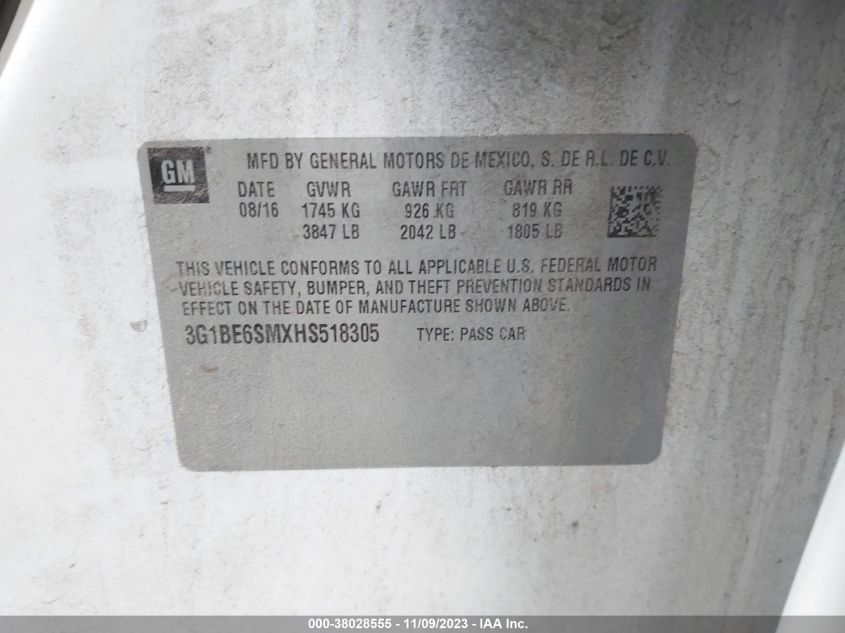 GM
MFD BY GENERAL MOTORS DE MEXICO, S. DE R.L. DE C.V.
DATE GVWR GAWR FRT GAWR RR
08/16 1745 KG 926 KG 819 KG
3847 LB 2042 LB 1805 LB
THIS VEHICLE CONFORMS TO ALL APPLICABLE U.S. FEDERAL MOTOR
VEHICLE SAFETY, BUMPER, AND THEFT PREVENTION STANDARDS IN
EFFECT ON THE DATE OF MANUFACTURE SHOWN ABOVE.
3G1BE6SMXHS518305 TYPE: PASS CAR
000-38028555 - 11/09/2023 - IAA Inc.